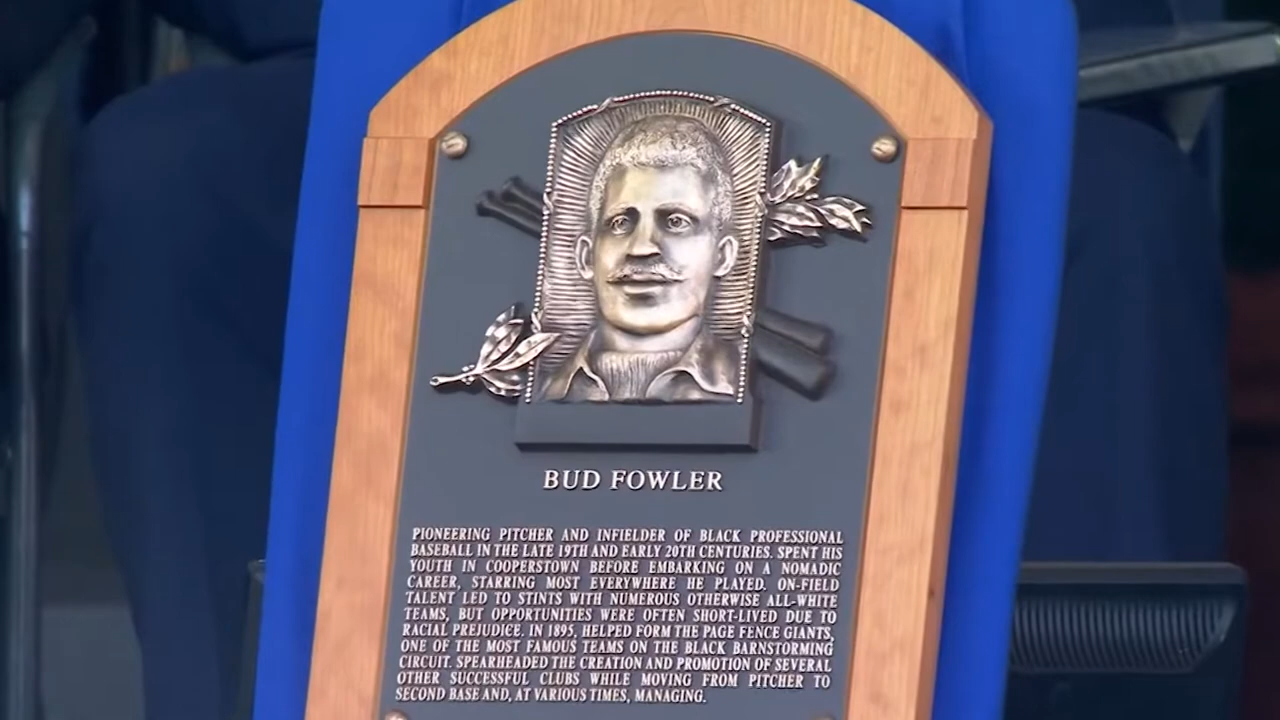 BUD FOWLER
PIONEERING PITCHER AND INFIELDER OF BLACK PROFESSIONAL
BASEBALL IN THE LATE 19TH AND EARLY 20TH CENTURIES. SPENT HIS
YOUTH IN COOPERSTOWN BEFORE EMBARKING ON A NOMADIC
CAREER, STARRING MOST EVERYWHERE HE PLAYED. ON-FIELD
TALENT LED TO STINTS WITH NUMEROUS OTHERWISE ALL-WHITE
TEAMS, BUT OPPORTUNITIES WERE OFTEN SHORT-LIVED DUE TO
RACIAL PREJUDICE. IN 1895, HELPED FORM THE PAGE FENCE GIANTS,
ONE OF THE MOST FAMOUS TEAMS ON THE BLACK BARNSTORMING
CIRCUIT. SPEARHEADED THE CREATION AND PROMOTION OF SEVERAL
OTHER SUCCESSFUL CLUBS WHILE MOVING FROM PITCHER TO
SECOND BASE AND, AT VARIOUS TIMES, MANAGING.